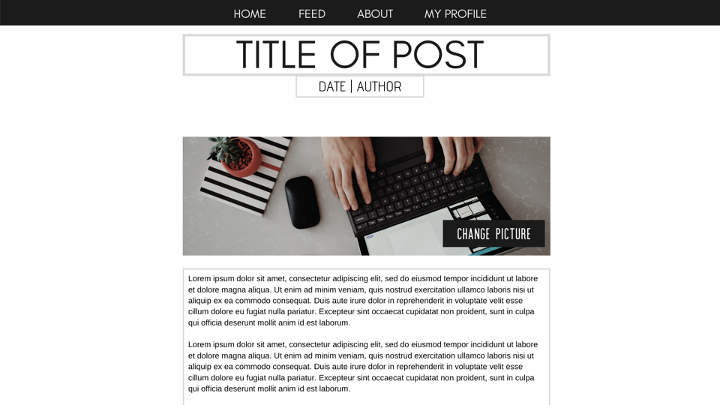 HOME FEED ABOUT MY PROFILE
TITLE OF POST
DATE | AUTHOR
CHANGE PICTURE
Lorem ipsum dolor sit amet, consectetur adipiscing elit, sed do eiusmod tempor incididunt ut labore
et dolore magna aliqua. Ut enim ad minim veniam, quis nostrud exercitation ullamco laboris nisi ut
aliquip ex ea commodo consequat. Duis aute irure dolor in reprehenderit in voluptate velit esse
cillum dolore eu fugiat nulla pariatur. Excepteur sint occaecat cupidatat non proident, sunt in culpa
qui officia deserunt mollit anim id est laborum.
Lorem ipsum dolor sit amet, consectetur adipiscing elit, sed do eiusmod tempor incididunt ut labore
et dolore magna aliqua. Ut enim ad minim veniam, quis nostrud exercitation ullamco laboris nisi ut
aliquip ex ea commodo consequat. Duis aute irure dolor in reprehenderit in voluptate velit esse
cillum dolore eu fugiat nulla pariatur. Excepteur sint occaecat cupidatat non proident, sunt in culpa
qui officia deserunt mollit anim id est laborum.